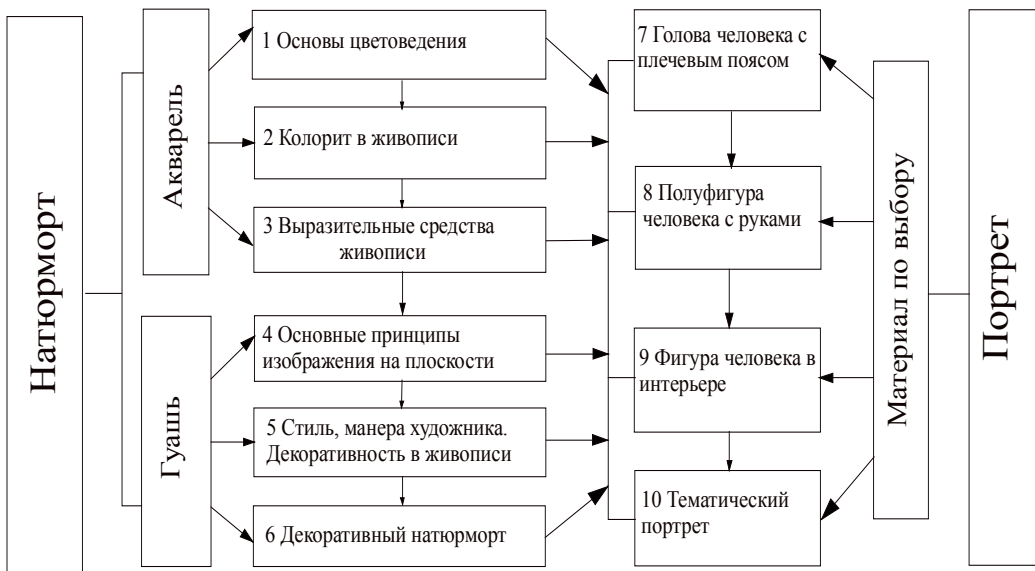 Натюрморт
Акварель
Гуашь
1 Основы цветоведения
2 Колорит в живописи
3 Выразительные средства
живописи
4 Основные принципы
изображения на плоскости
5 Стиль, манера художника.
Декоративность в живописи
6 Декоративный натюрморт
7 Голова человека с
плечевым поясом
8 Полуфигура
человека с руками
9 Фигура человека в
интерьере
10 Тематический
портрет
Материал по выбору
Портрет